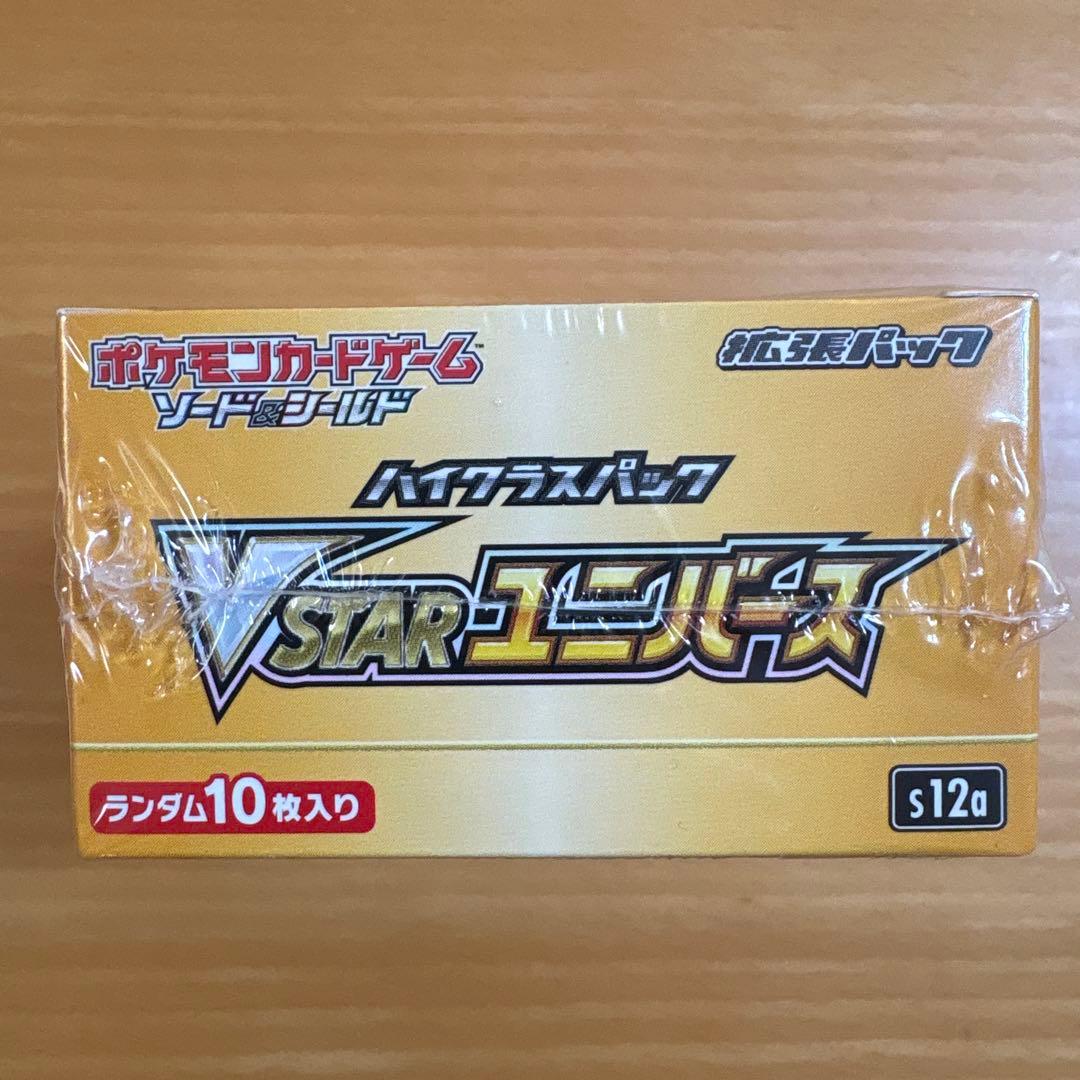 ポケモンカードゲーム™
ソード&シールド
拡張パック
ハイクラスパック
VSTARユニバース
ランダム10枚入り
s12a